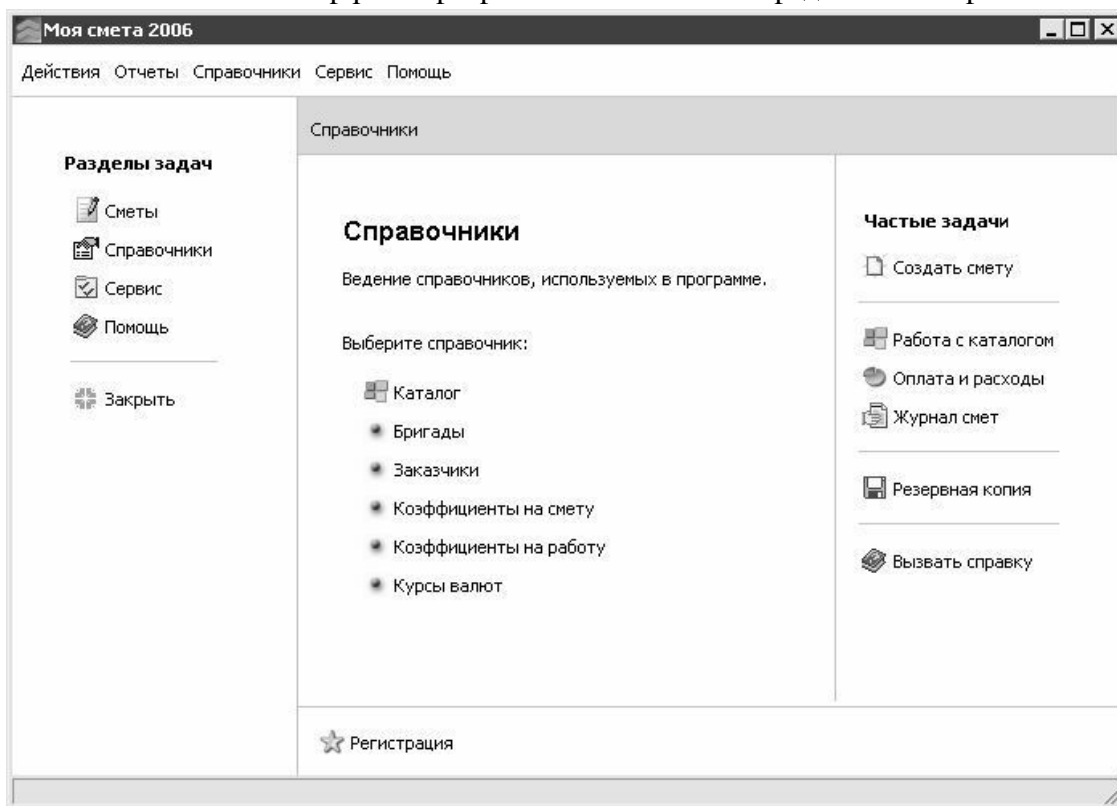 Моя смета 2006
Действия Отчеты Справочники Сервис Помощь
Справочники
Разделы задач
Сметы
Справочники
Сервис
Помощь
Закрыть
Справочники
Ведение справочников, используемых в программе.
Выберите справочник:
Каталог
Бригады
Заказчики
Коэффициенты на смету
Коэффициенты на работу
Курсы валют
Частые задачи
Создать смету
Работа с каталогом
Оплата и расходы
Журнал смет
Резервная копия
Вызвать справку
Регистрация